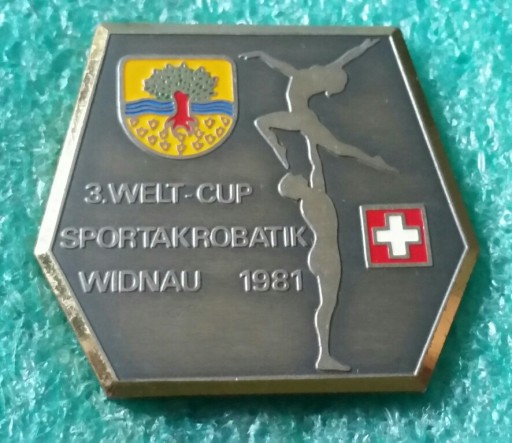 3. WELT-CUP
SPORTAKROBATIK
WIDNAU 1981